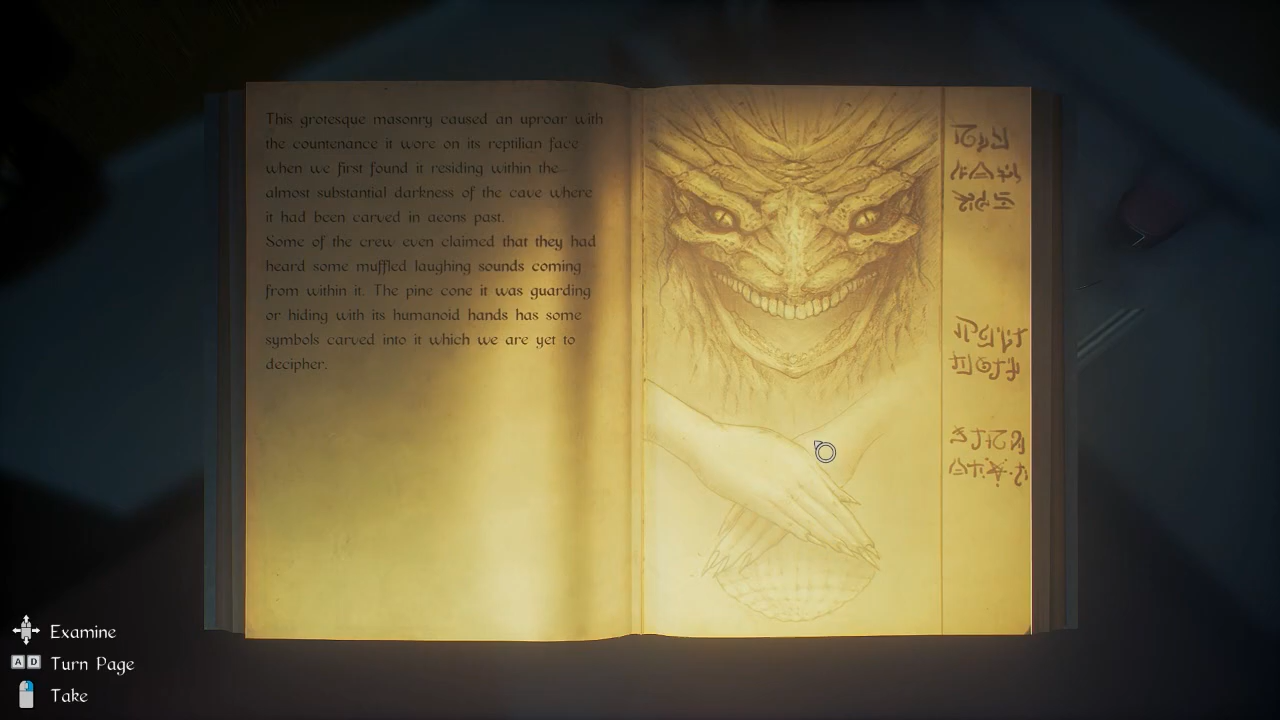 This grotesque masonry caused an uproar with
the countenance it wore on its reptilian face
when we first found it residing within the
almost substantial darkness of the cave where
it had been carved in aeons past.
Some of the crew even claimed that they had
heard some muffled laughing sounds coming
from within it. The pine cone it was guarding
or hiding with its humanoid hands has some
symbols carved into it which we are yet to
decipher.
Examine
A D Turn Page
Take